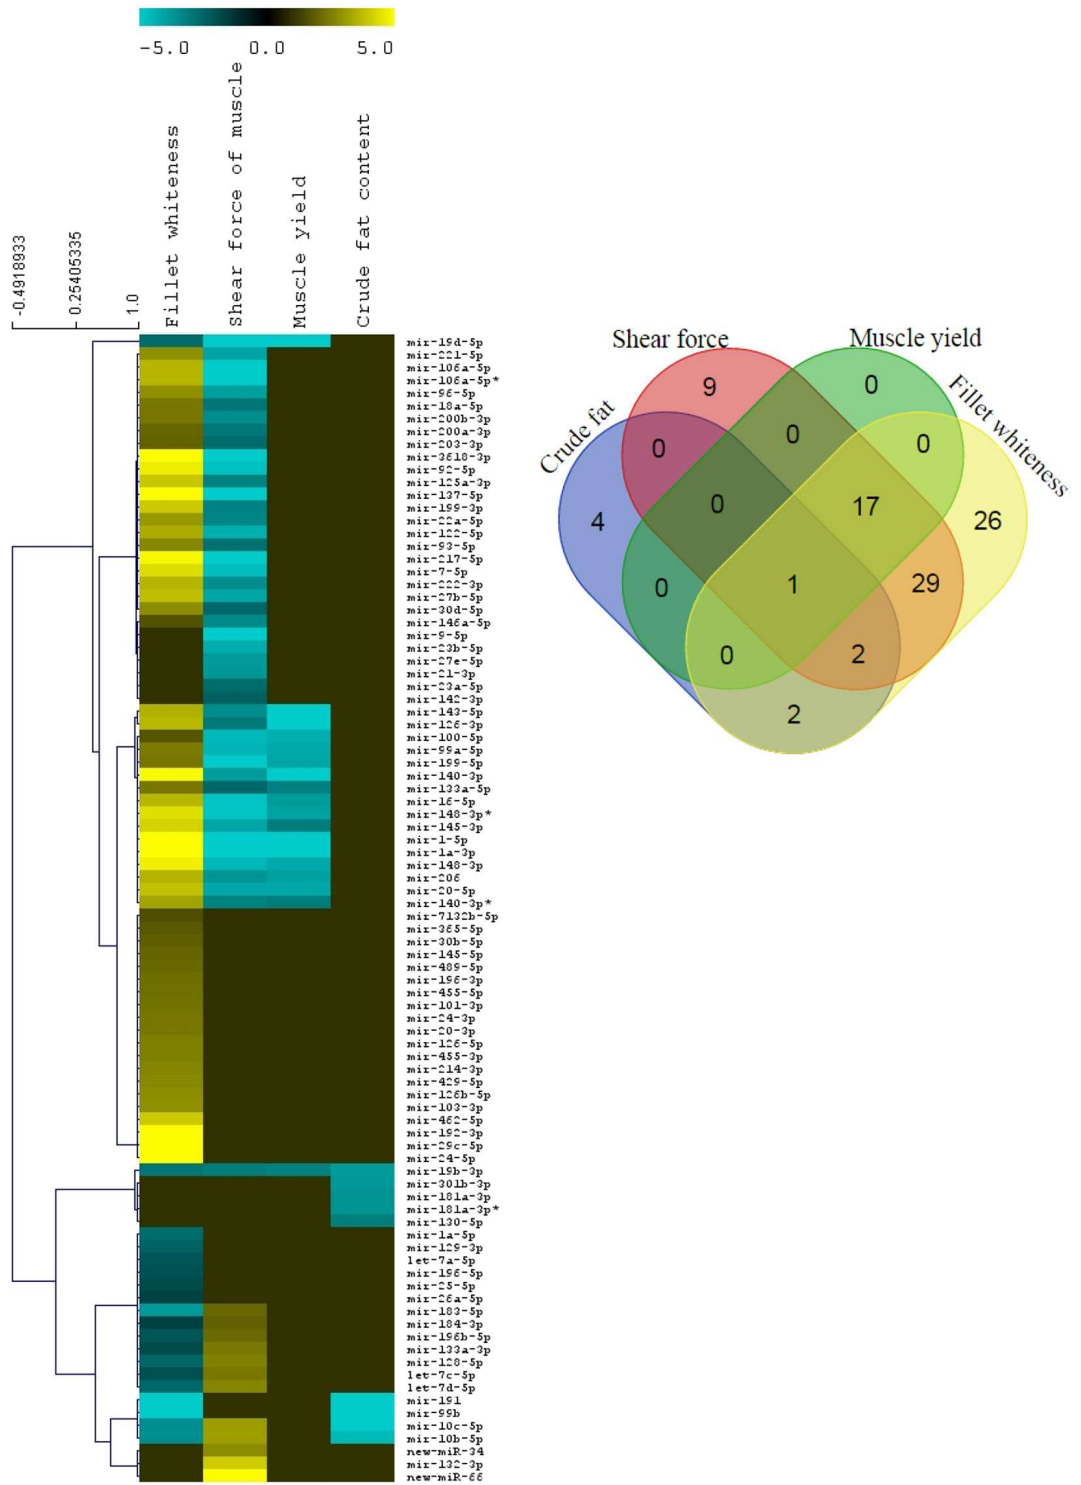 -5.0 0.0 5.0
Fillet whiteness
Shear force of muscle
Muscle yield
Crude fat content
-0.4918933
0.25405335
1.0
mir-19d-5p
mir-221-5p
mir-106a-5p
mir-106a-5p*
mir-96-5p
mir-18a-5p
mir-200b-3p
mir-200a-3p
mir-203-3p
mir-3618-3p
mir-92-5p
mir-125a-3p
mir-137-5p
mir-199-3p
mir-22a-5p
mir-122-5p
mir-93-5p
mir-217-5p
mir-7-5p
mir-222-3p
mir-27b-5p
mir-30d-5p
mir-146a-5p
mir-9-5p
mir-23b-5p
mir-27e-5p
mir-21-3p
mir-23a-5p
mir-142-3p
mir-143-5p
mir-126-3p
mir-100-5p
mir-99a-5p
mir-199-5p
mir-140-3p
mir-133a-5p
mir-16-5p
mir-148-3p*
mir-145-3p
mir-1-5p
mir-1a-3p
mir-148-3p
mir-206
mir-20-5p
mir-140-3p*
mir-7132b-5p
mir-365-5p
mir-30b-5p
mir-145-5p
mir-489-5p
mir-196-3p
mir-455-5p
mir-101-3p
mir-24-3p
mir-20-3p
mir-126-5p
mir-455-3p
mir-214-3p
mir-429-5p
mir-126b-5p
mir-103-3p
mir-462-5p
mir-192-3p
mir-29c-5p
mir-24-5p
mir-19b-3p
mir-301b-3p
mir-181a-3p
mir-181a-3p*
mir-130-5p
mir-1a-5p
mir-129-3p
let-7a-5p
mir-196-5p
mir-25-5p
mir-26a-5p
mir-183-5p
mir-184-3p
mir-196b-5p
mir-133a-3p
mir-128-5p
let-7c-5p
let-7d-5p
mir-191
mir-99b
mir-10c-5p
mir-10b-5p
new-miR-34
mir-132-3p
new-miR-66
Shear force
Muscle yield
Crude fat
Fillet whiteness
9
0
0
0
0
4
0
17
26
0
1
29
0
2
2